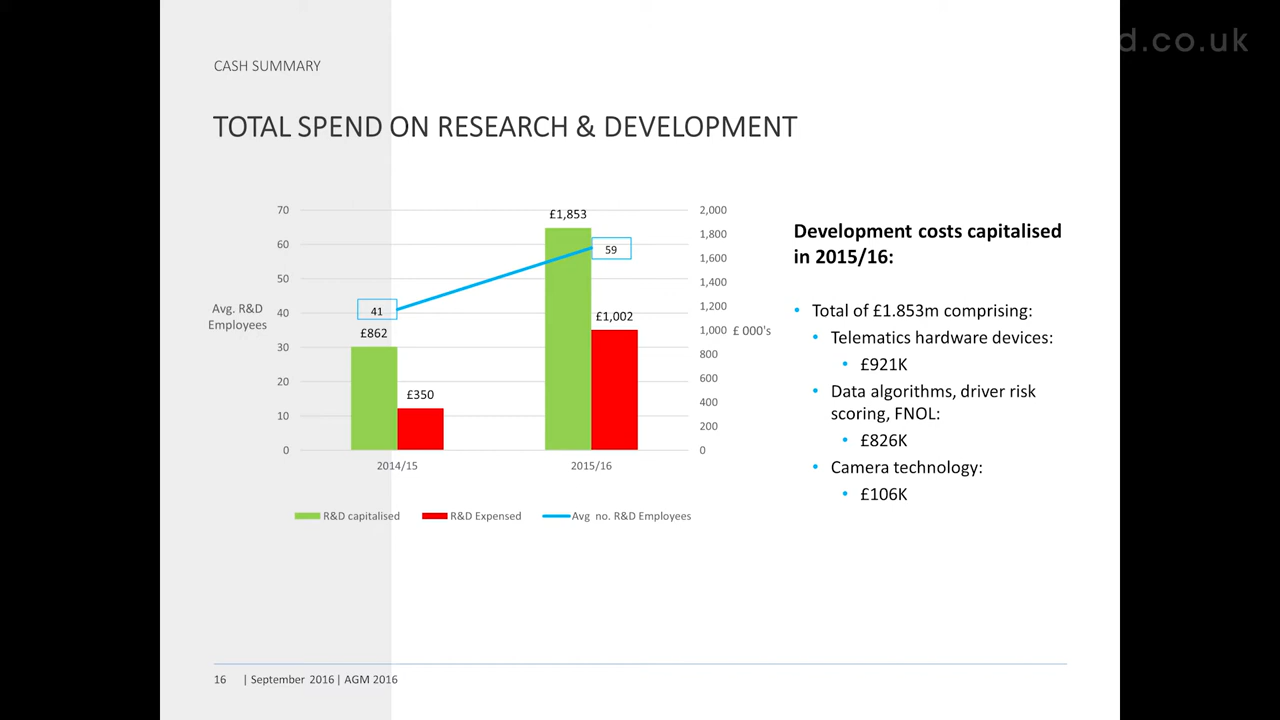 d.co.uk
CASH SUMMARY
TOTAL SPEND ON RESEARCH & DEVELOPMENT
70
60
50
40
30
20
10
0
Avg. R&D
Employees
£1,853
59
41
£862
£1,002
£350
2,000
1,800
1,600
1,400
1,200
1,000
800
600
400
200
0
£ 000's
2014/15
2015/16
R&D capitalised
R&D Expensed
Avg no. R&D Employees
Development costs capitalised
in 2015/16:
• Total of £1.853m comprising:
• Telematics hardware devices:
• £921K
• Data algorithms, driver risk
scoring, FNOL:
• £826K
• Camera technology:
• £106K
16 | September 2016 | AGM 2016